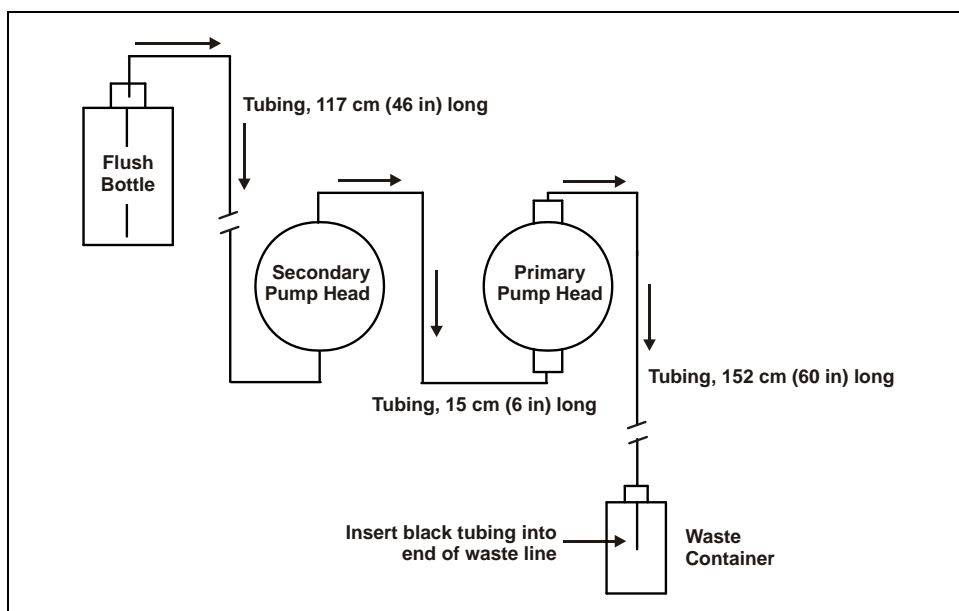 Tubing, 117 cm (46 in) long
Flush
Bottle
Secondary
Pump Head
Primary
Pump Head
Tubing, 152 cm (60 in) long
Tubing, 15 cm (6 in) long
Insert black tubing into
end of waste line
Waste
Container